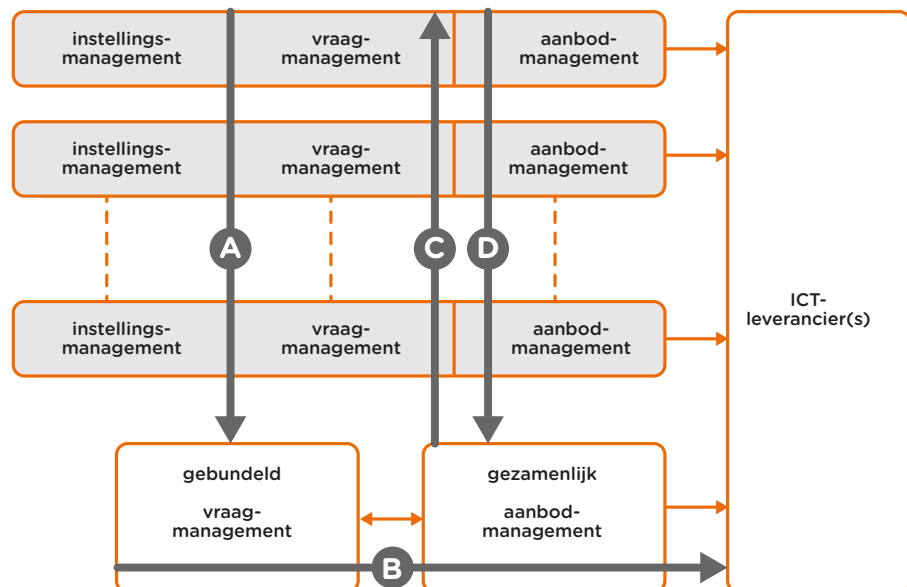 instellings-
management
vraag-
management
aanbod-
management
instellings-
management
vraag-
management
aanbod-
management
A
C
D
ICT-
leverancier(s)
instellings-
management
vraag-
management
aanbod-
management
gebundeld
vraag-
management
gezamenlijk
aanbod-
management
B